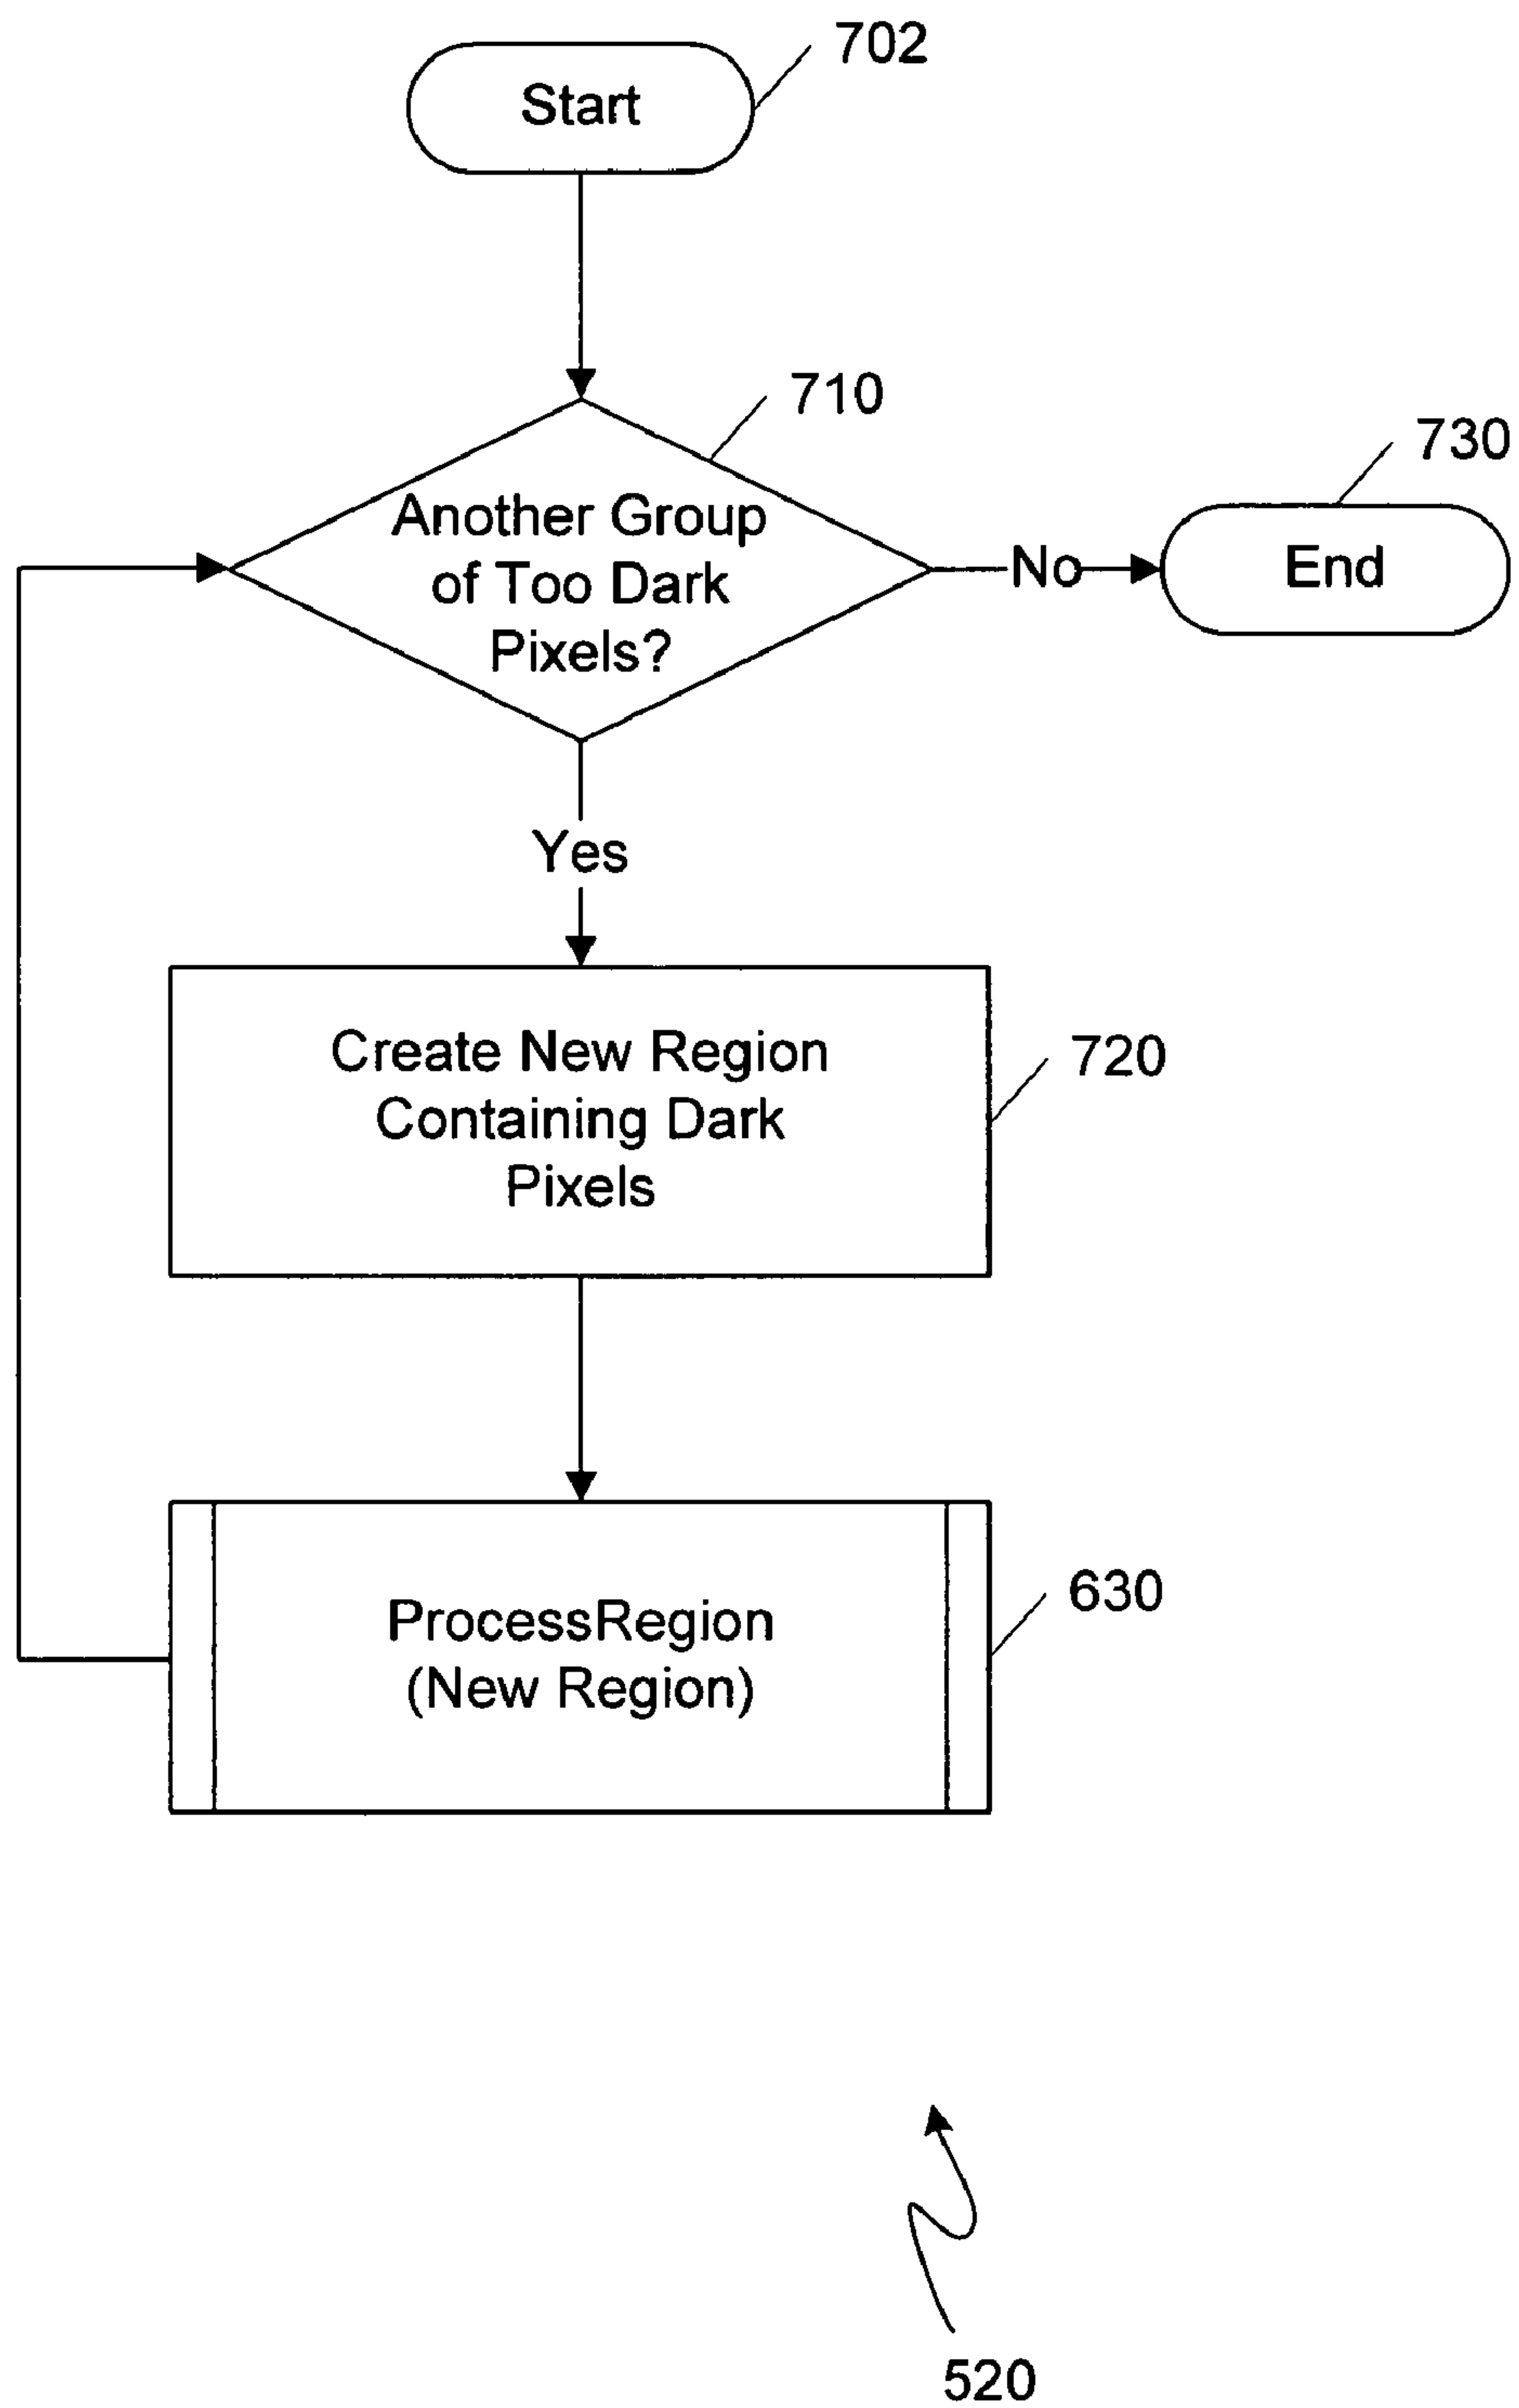 702
Start
710
Another Group
of Too Dark
Pixels?
No
730
End
Yes
Create New Region
Containing Dark
Pixels
720
ProcessRegion
(New Region)
630
520